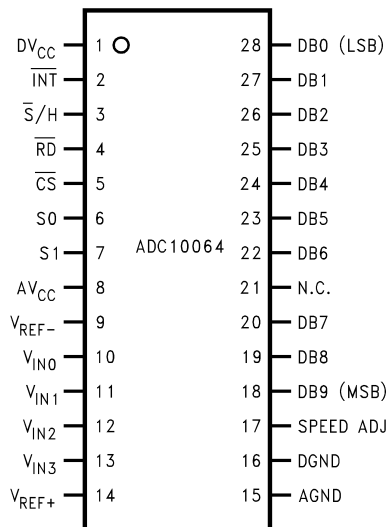 DVCC 1 28 DB0 (LSB)
INT 2 27 DB1
S/H 3 26 DB2
RD 4 25 DB3
CS 5 24 DB4
S0 6 23 DB5
S1 7 ADC10064 22 DB6
AVCC 8 21 N.C.
VREF- 9 20 DB7
VIN0 10 19 DB8
VIN1 11 18 DB9 (MSB)
VIN2 12 17 SPEED ADJ
VIN3 13 16 DGND
VREF+ 14 15 AGND